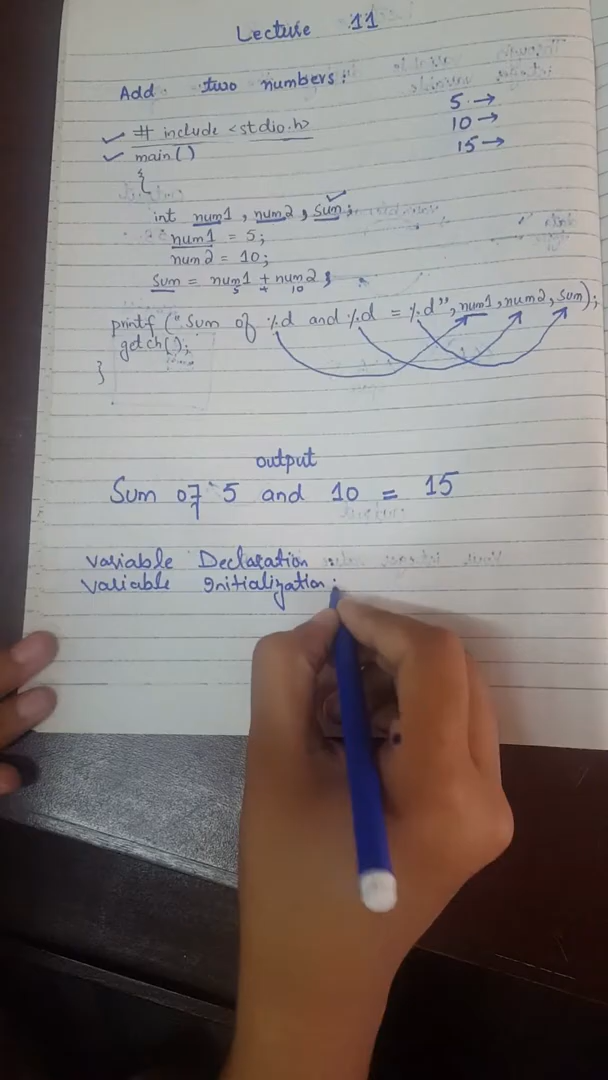 Lecture 11
Add two numbers:
5 →
10 →
15 →
# include <stdio.h>
main()
{
int num1, num2, sum;
num1 = 5;
num2 = 10;
sum = num1 + num2;
5 + 10
printf ("Sum of %d and %d = %d", num1, num2, sum);
getch();
}
output
Sum of 5 and 10 = 15
variable Declaration :
variable Initialization :